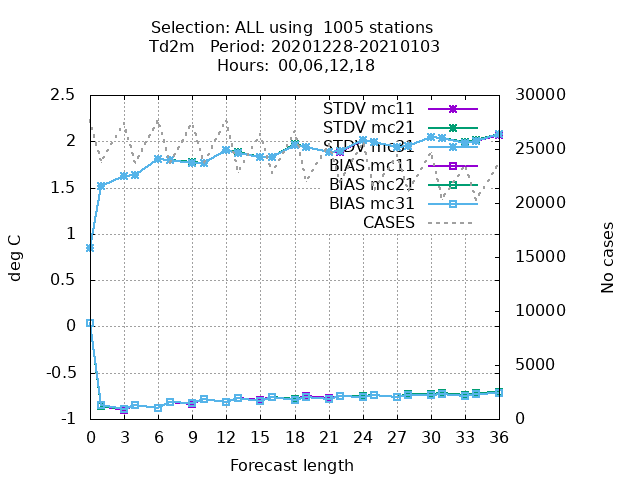 Selection: ALL using  1005 stations
Td2m   Period: 20201228-20210103
Hours:  00,06,12,18
2.5
2
1.5
1
0.5
0
-0.5
-1
30000
25000
20000
15000
10000
5000
0
STDV mc11
STDV mc21
STDV mc31
BIAS mc11
BIAS mc21
BIAS mc31
CASES
deg C
No cases
0 3 6 9 12 15 18 21 24 27 30 33 36
Forecast length